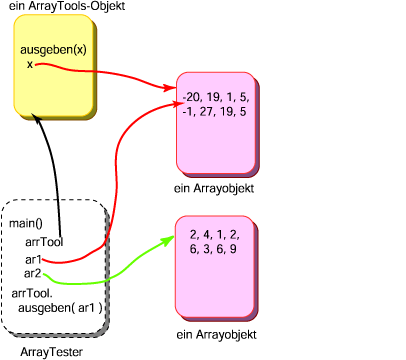 ein ArrayTools-Objekt
ausgeben(x)
x
-20, 19, 1, 5,
-1, 27, 19, 5
ein Arrayobjekt
main()
arrTool
ar1
ar2
arrTool.
ausgeben( ar1 )
ArrayTester
2, 4, 1, 2,
6, 3, 6, 9
ein Arrayobjekt